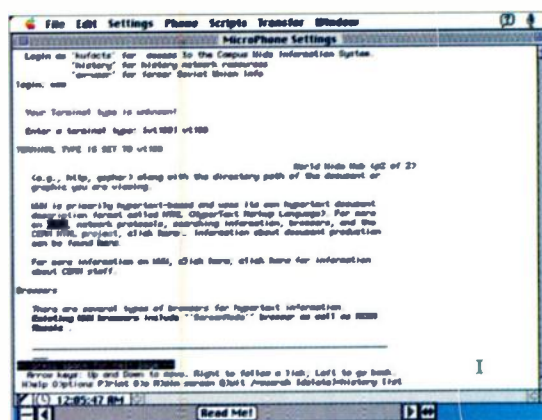 File Edit Settings Phone Scripts Transfer Window
MicroPhone Settings
Login as 'kufacts' for access to the Campus Wide Information System.
'history' for history network resources
for former Soviet Union info
login: www
Your Terminal type is unknown!
Enter a terminal type: [vt100] vt100
TERMINAL TYPE IS SET TO vt100
World Wide Web (p2 of 2)
(e.g., http, gopher) along with the directory path of the document or
graphic you are viewing.
WWW is primarily hypertext-based and uses its own hypertext document
description format called HTML (Hypertext Markup Language). For more
on network protocols, searching information, browsers, and the
CERN project, click here. Information about document production
can be found here.
For more information on WWW, click here; click here for information
about CERN staff.
Browsers
There are several types of browsers for hypertext information
Existing WWW browsers include browser as well as
Arrow keys: Up and Down to move. Right to follow a link; Left to go back.
H)elp O)ptions P)rint G)o M)ain screen Q)uit /=search [delete]=history list
12:05:47 AM
Read Me!